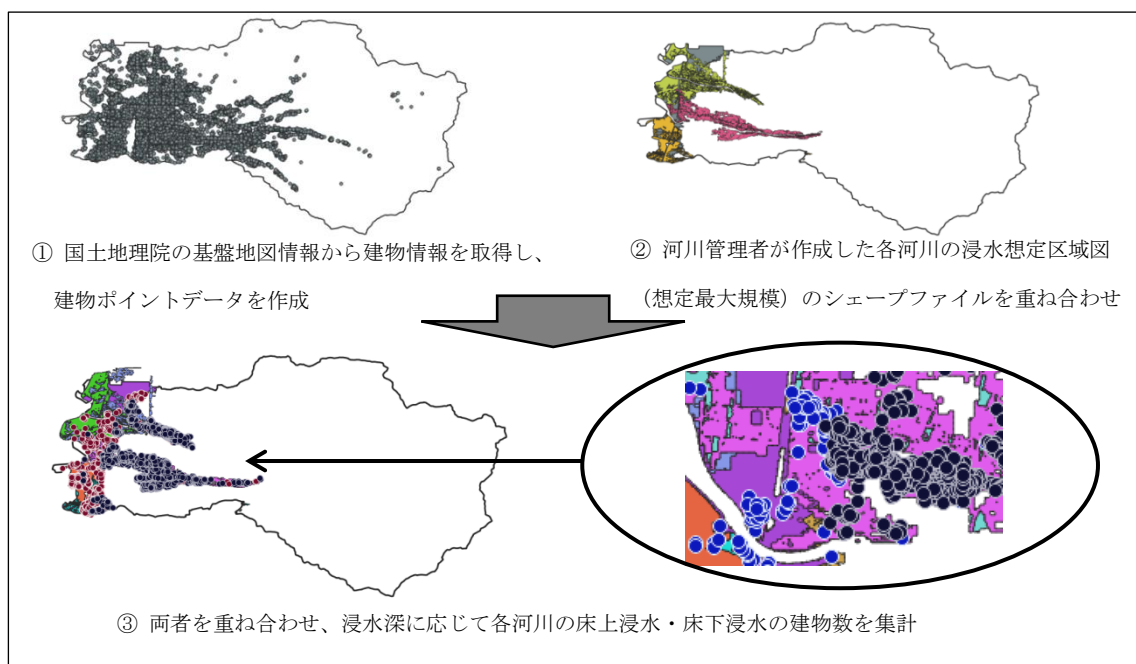 ① 国土地理院の基盤地図情報から建物情報を取得し、
建物ポイントデータを作成
② 河川管理者が作成した各河川の浸水想定区域図
（想定最大規模）のシェープファイルを重ね合わせ
③ 両者を重ね合わせ、浸水深に応じて各河川の床上浸水・床下浸水の建物数を集計